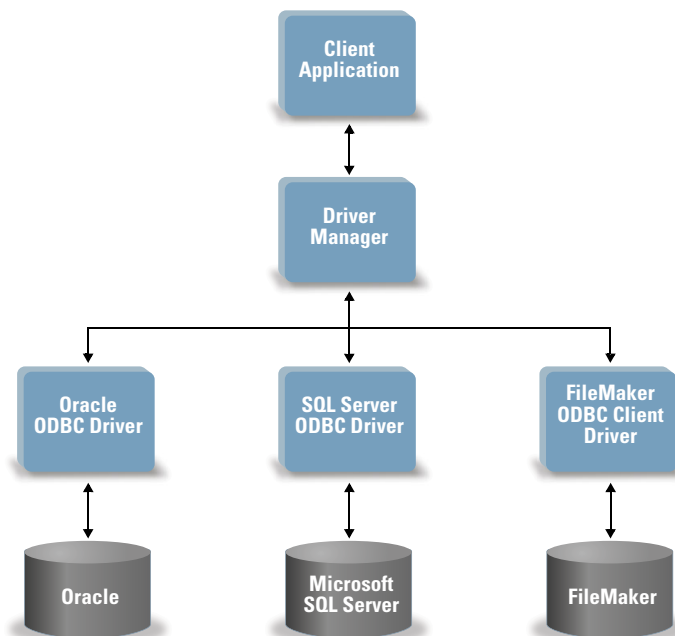 Client
Application
Driver
Manager
Oracle
ODBC Driver
SQL Server
ODBC Driver
FileMaker
ODBC Client
Driver
Oracle
Microsoft
SQL Server
FileMaker